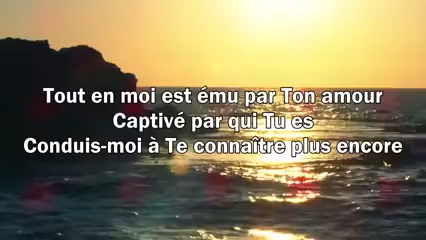 Tout en moi est ému par Ton amour
Captivé par qui Tu es
Conduis-moi à Te connaître plus encore